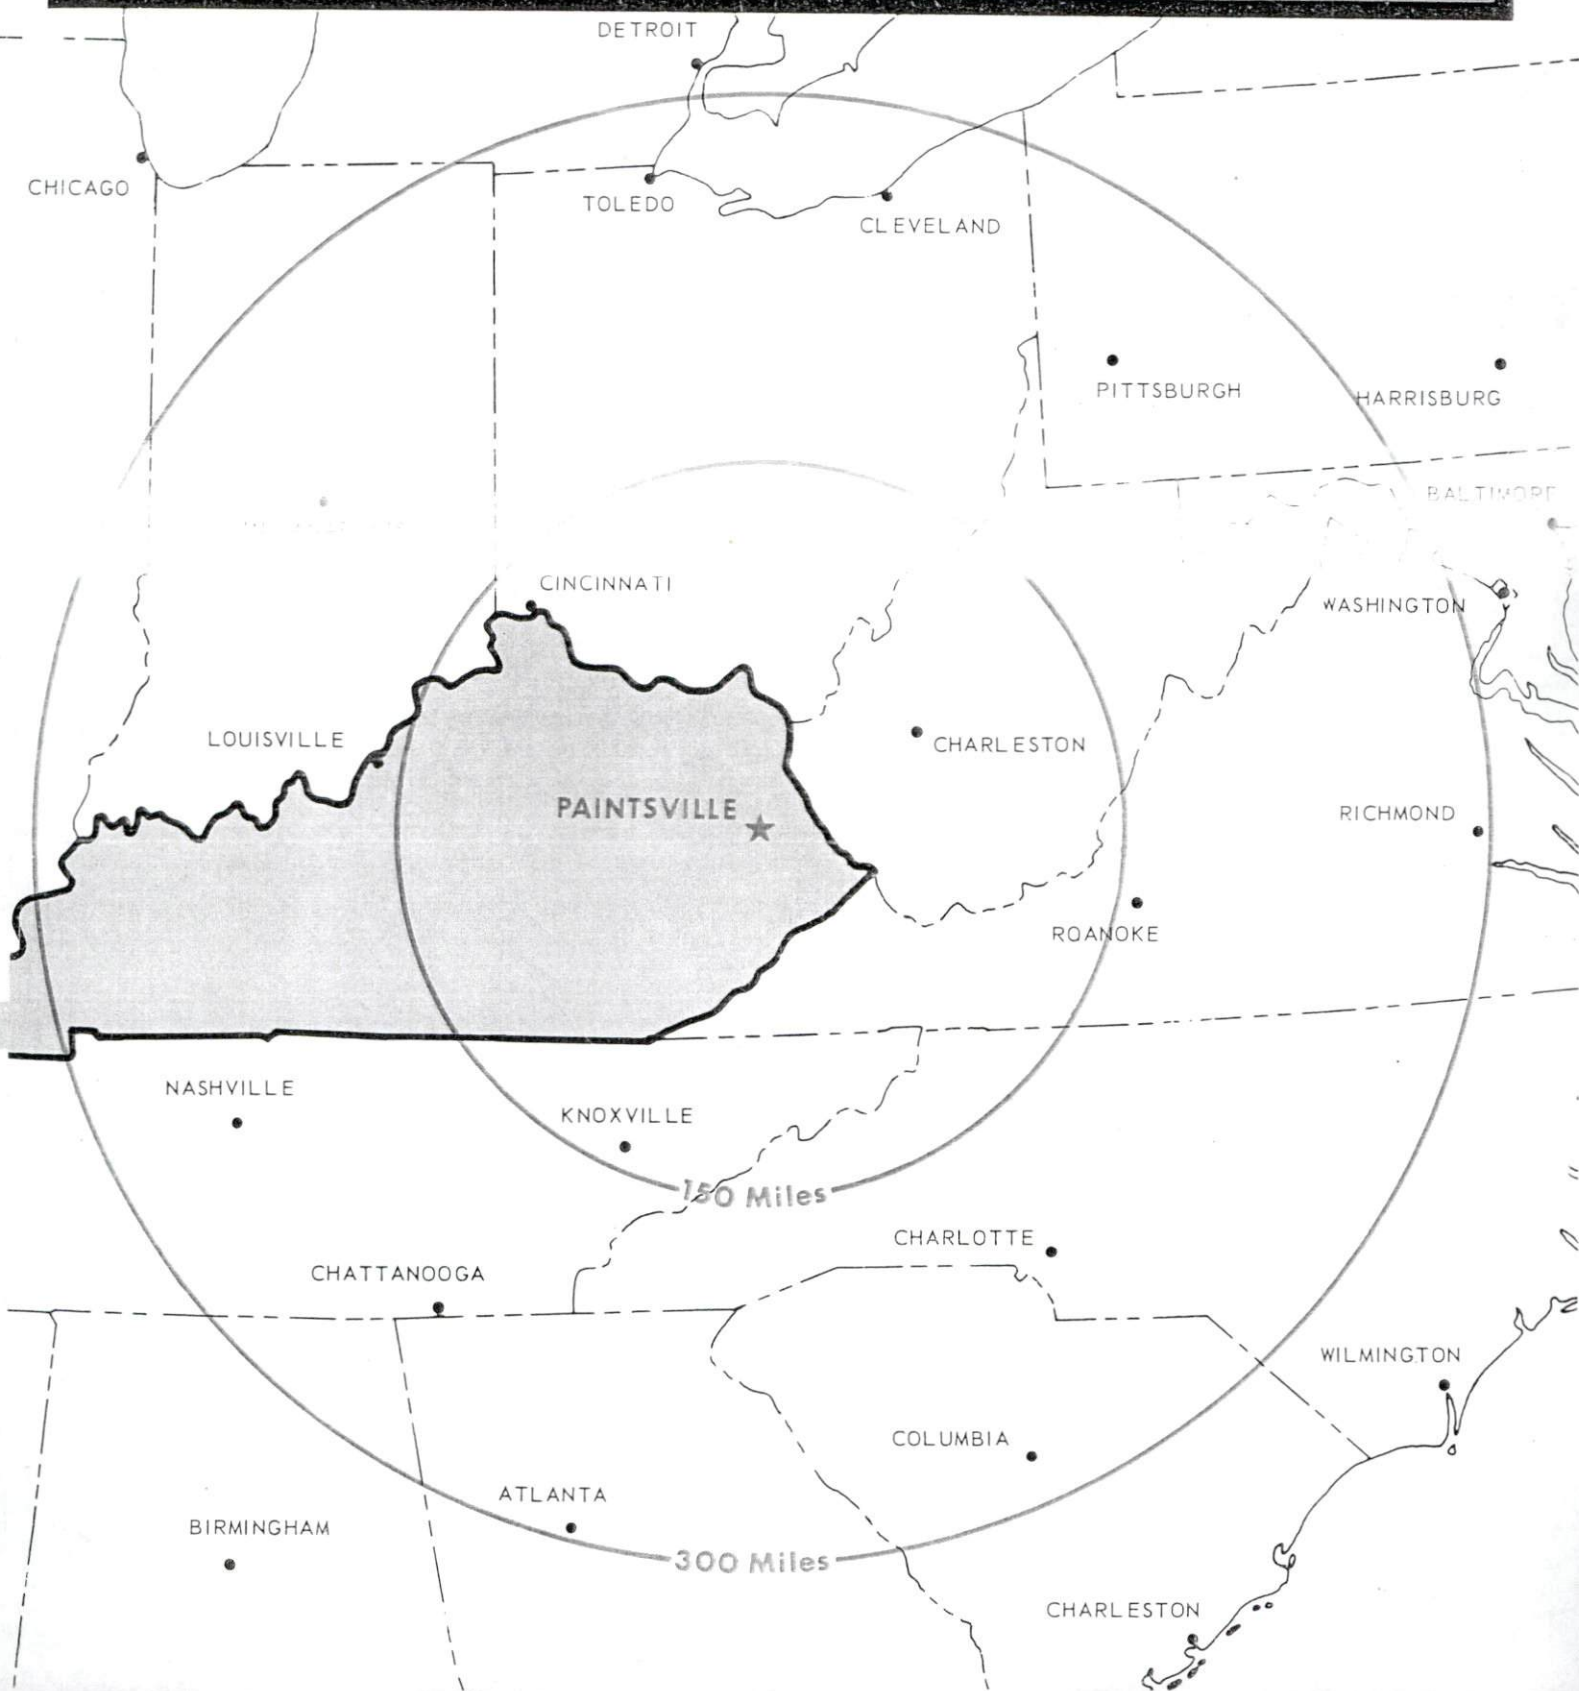 DETROIT
CHICAGO
TOLEDO
CLEVELAND
PITTSBURGH
HARRISBURG
BALTIMORE
CINCINNATI
WASHINGTON
LOUISVILLE
CHARLESTON
PAINTSVILLE
RICHMOND
ROANOKE
NASHVILLE
KNOXVILLE
150 Miles
CHARLOTTE
CHATTANOOGA
WILMINGTON
COLUMBIA
ATLANTA
BIRMINGHAM
300 Miles
CHARLESTON